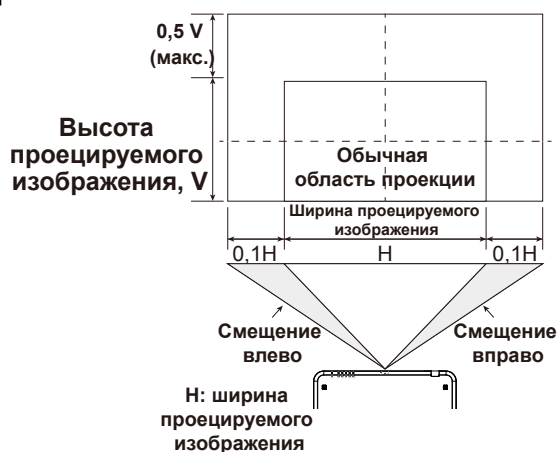 0,5 V
(макс.)
Высота
проецируемого
изображения, V
Обычная
область проекции
Ширина проецируемого
изображения
0,1H
H
0,1H
Смещение
влево
Смещение
вправо
H: ширина
проецируемого
изображения